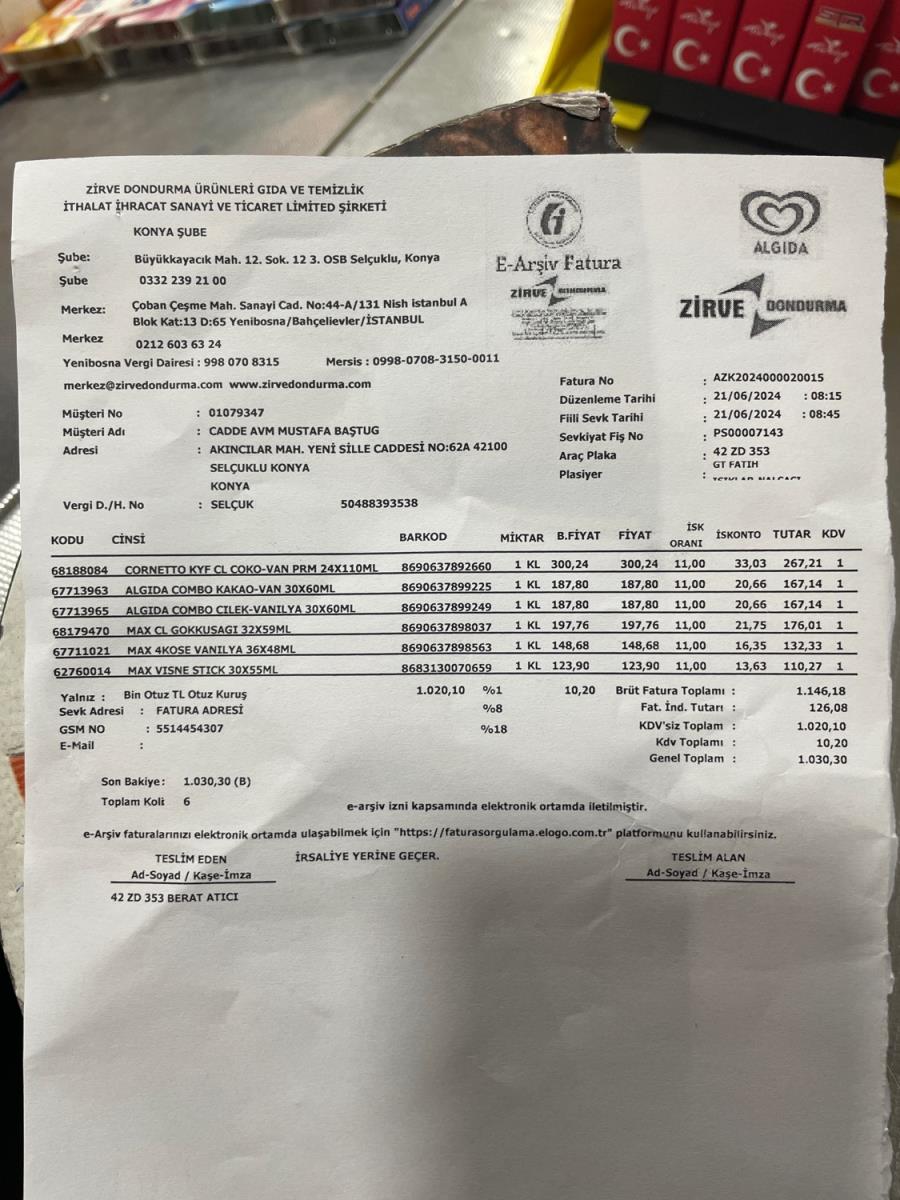 ZİRVE DONDURMA ÜRÜNLERİ GIDA VE TEMİZLİK
İTHALAT İHRACAT SANAYİ VE TİCARET LİMİTED ŞİRKETİ
KONYA ŞUBE
Şube: Büyükkayacık Mah. 12. Sok. 12 3. OSB Selçuklu, Konya
Şube 0332 239 21 00
Merkez: Çoban Çeşme Mah. Sanayi Cad. No:44-A/131 Nish istanbul A
Blok Kat:13 D:65 Yenibosna/Bahçelievler/İSTANBUL
Merkez 0212 603 63 24
Yenibosna Vergi Dairesi : 998 070 8315 Mersis : 0998-0708-3150-0011
merkez@zirvedondurma.com www.zirvedondurma.com
E-Arşiv Fatura
ZİRVE
ALGIDA
ZİRVE DONDURMA
Fatura No : AZK2024000020015
Düzenleme Tarihi : 21/06/2024 : 08:15
Fiili Sevk Tarihi : 21/06/2024 : 08:45
Sevkiyat Fiş No : PS00007143
Araç Plaka : 42 ZD 353
Plasiyer : GT FATIH
Müşteri No : 01079347
Müşteri Adı : CADDE AVM MUSTAFA BAŞTUG
Adresi : AKINCILAR MAH. YENİ SİLLE CADDESİ NO:62A 42100
SELÇUKLU KONYA
KONYA
Vergi D./H. No : SELÇUK 50488393538
KODU CİNSİ BARKOD MİKTAR B.FİYAT FİYAT İSK ORANI İSKONTO TUTAR KDV
68188084 CORNETTO KYF CL COKO-VAN PRM 24X110ML 8690637892660 1 KL 300,24 300,24 11,00 33,03 267,21 1
67713963 ALGIDA COMBO KAKAO-VAN 30X60ML 8690637899225 1 KL 187,80 187,80 11,00 20,66 167,14 1
67713965 ALGIDA COMBO CILEK-VANILYA 30X60ML 8690637899249 1 KL 187,80 187,80 11,00 20,66 167,14 1
68179470 MAX CL GOKKUSAGI 32X59ML 8690637898037 1 KL 197,76 197,76 11,00 21,75 176,01 1
67711021 MAX 4KOSE VANILYA 36X48ML 8690637898563 1 KL 148,68 148,68 11,00 16,35 132,33 1
62760014 MAX VISNE STICK 30X55ML 8683130070659 1 KL 123,90 123,90 11,00 13,63 110,27 1
Yalnız : Bin Otuz TL Otuz Kuruş 1.020,10 %1 10,20 Brüt Fatura Toplamı : 1.146,18
Sevk Adresi : FATURA ADRESİ %8 Fat. İnd. Tutarı : 126,08
GSM NO : 5514454307 %18 KDV'siz Toplam : 1.020,10
E-Mail : Kdv Toplamı : 10,20
Genel Toplam : 1.030,30
Son Bakiye: 1.030,30 (B)
Toplam Koli: 6 e-arşiv izni kapsamında elektronik ortamda iletilmiştir.
e-Arşiv faturalarınızı elektronik ortamda ulaşabilmek için "https://faturasorgulama.elogo.com.tr" platformunu kullanabilirsiniz.
TESLİM EDEN İRSALİYE YERİNE GEÇER. TESLİM ALAN
Ad-Soyad / Kaşe-İmza Ad-Soyad / Kaşe-İmza
42 ZD 353 BERAT ATICI